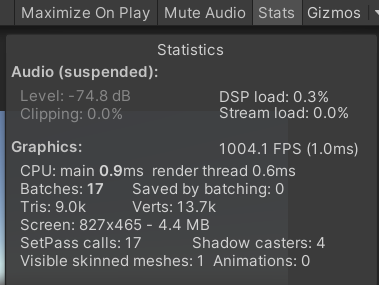 Maximize On Play Mute Audio Stats Gizmos
Statistics
Audio (suspended):
Level: -74.8 dB DSP load: 0.3%
Clipping: 0.0% Stream load: 0.0%
Graphics: 1004.1 FPS (1.0ms)
CPU: main 0.9ms render thread 0.6ms
Batches: 17 Saved by batching: 0
Tris: 9.0k Verts: 13.7k
Screen: 827x465 - 4.4 MB
SetPass calls: 17 Shadow casters: 4
Visible skinned meshes: 1 Animations: 0